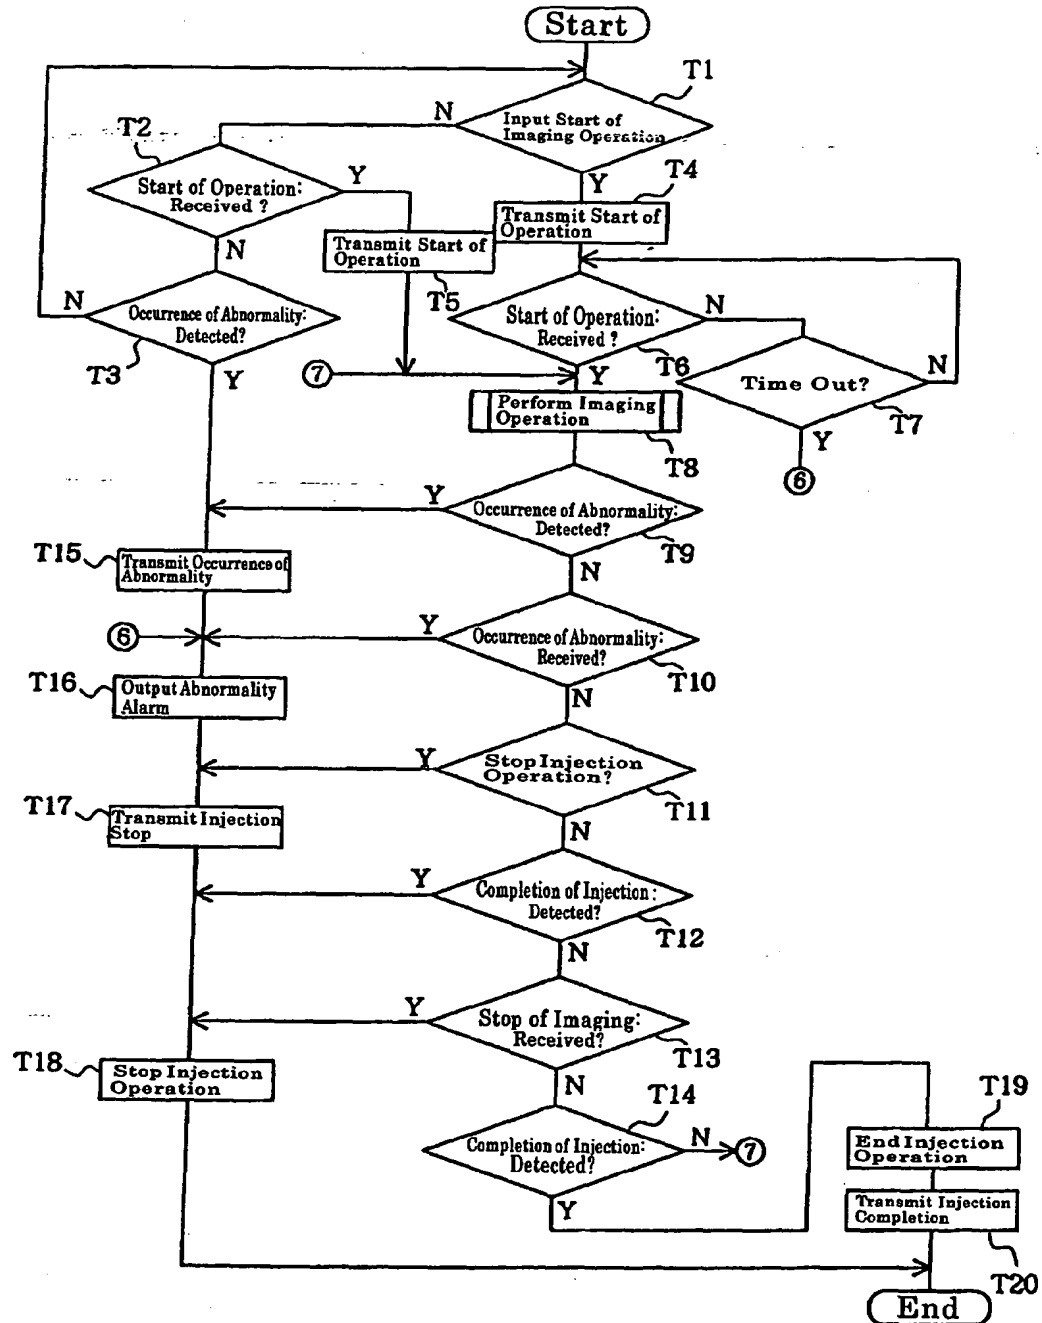 Start
T1
N
Input Start of
Imaging Operation
T2
Y
T4
Start of Operation:
Received ?
Y
Transmit Start of
Operation
N
Transmit Start of
Operation
T5
N
Occurrence of Abnormality:
Detected?
T3
Y
Start of Operation:
Received ?
N
T6
Y
7
Time Out?
N
T7
Y
6
Perform Imaging
Operation
T8
Y
Occurrence of Abnormality:
Detected?
T9
N
T15
Transmit Occurrence of
Abnormality
6
Y
Occurrence of Abnormality:
Received?
T10
N
T16
Output Abnormality
Alarm
Y
Stop Injection
Operation?
T11
N
T17
Transmit Injection
Stop
Y
Completion of Injection :
Detected?
T12
N
Y
Stop of Imaging:
Received?
T13
N
T18
Stop Injection
Operation
T14
Completion of Injection:
Detected?
N
7
Y
T19
End Injection
Operation
Transmit Injection
Completion
T20
End